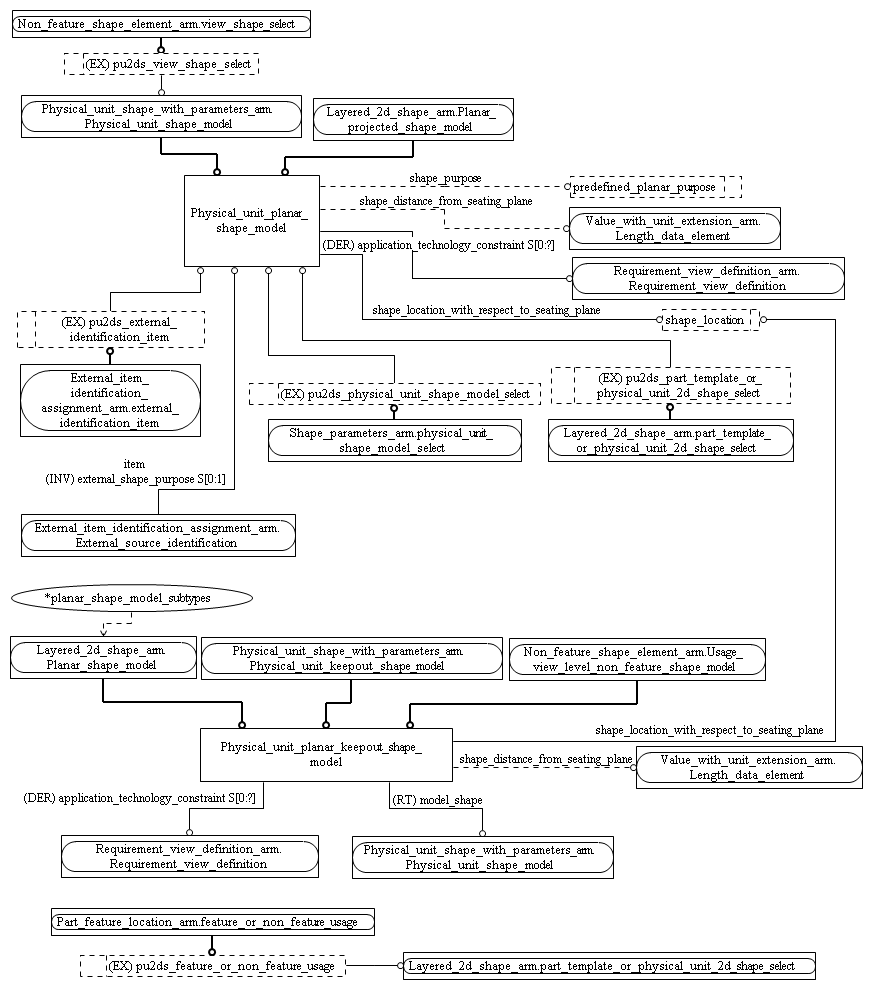 Non_feature_shape_element_arm.view_shape_select
(EX) pu2ds_view_shape_select
Physical_unit_shape_with_parameters_arm.
Physical_unit_shape_model
Layered_2d_shape_arm.Planar_
projected_shape_model
Physical_unit_planar_
shape_model
shape_purpose
predefined_planar_purpose
shape_distance_from_seating_plane
Value_with_unit_extension_arm.
Length_data_element
(DER) application_technology_constraint S[0:?]
Requirement_view_definition_arm.
Requirement_view_definition
shape_location_with_respect_to_seating_plane
shape_location
(EX) pu2ds_external_
identification_item
External_item_
identification_
assignment_arm.external_
identification_item
(EX) pu2ds_physical_unit_shape_model_select
Shape_parameters_arm.physical_unit_
shape_model_select
(EX) pu2ds_part_template_or_
physical_unit_2d_shape_select
Layered_2d_shape_arm.part_template_
or_physical_unit_2d_shape_select
item
(INV) external_shape_purpose S[0:1]
External_item_identification_assignment_arm.
External_source_identification
*planar_shape_model_subtypes
Layered_2d_shape_arm.
Planar_shape_model
Physical_unit_shape_with_parameters_arm.
Physical_unit_keepout_shape_model
Non_feature_shape_element_arm.Usage_
view_level_non_feature_shape_model
Physical_unit_planar_keepout_shape_
model
shape_location_with_respect_to_seating_plane
shape_distance_from_seating_plane
Value_with_unit_extension_arm.
Length_data_element
(DER) application_technology_constraint S[0:?]
Requirement_view_definition_arm.
Requirement_view_definition
(RT) model_shape
Physical_unit_shape_with_parameters_arm.
Physical_unit_shape_model
Part_feature_location_arm.feature_or_non_feature_usage
(EX) pu2ds_feature_or_non_feature_usage
Layered_2d_shape_arm.part_template_or_physical_unit_2d_shape_select